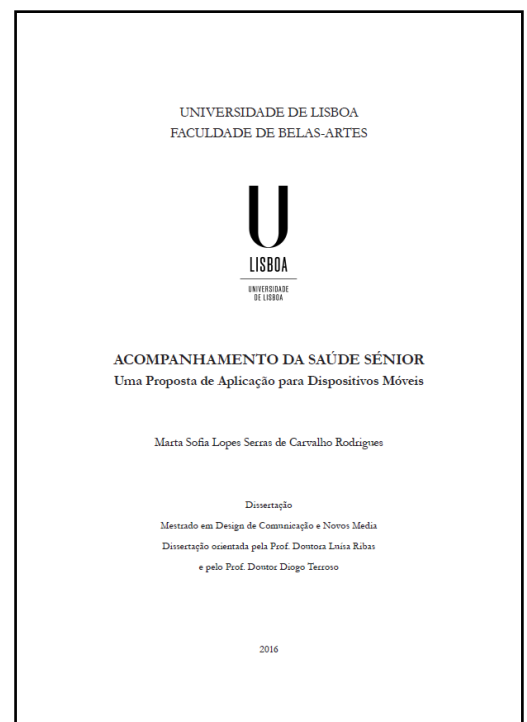 UNIVERSIDADE DE LISBOA
FACULDADE DE BELAS-ARTES
U
LISBOA
UNIVERSIDADE
DE LISBOA
ACOMPANHAMENTO DA SAÚDE SÉNIOR
Uma Proposta de Aplicação para Dispositivos Móveis
Marta Sofia Lopes Serras de Carvalho Rodrigues
Dissertação
Mestrado em Design de Comunicação e Novos Media
Dissertação orientada pela Prof. Doutora Luísa Ribas
e pelo Prof. Doutor Diogo Terroso
2016